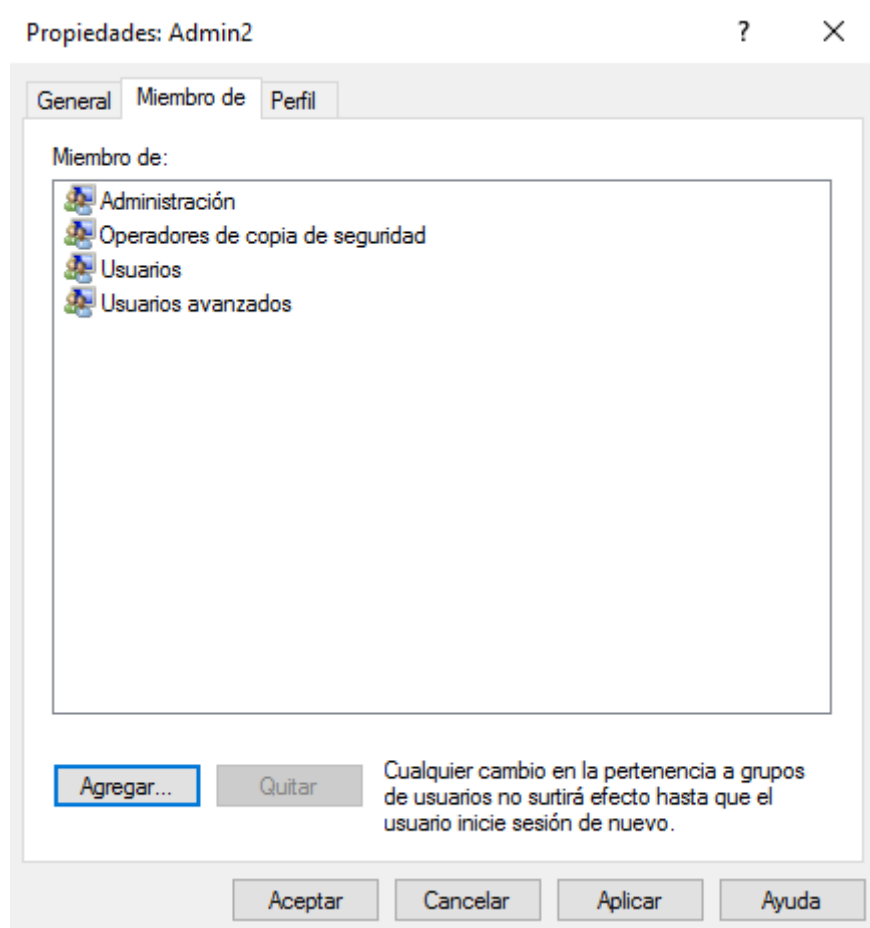 Propiedades: Admin2
?
General
Miembro de
Perfil
Miembro de:
Administración
Operadores de copia de seguridad
Usuarios
Usuarios avanzados
Agregar...
Quitar
Cualquier cambio en la pertenencia a grupos
de usuarios no surtirá efecto hasta que el
usuario inicie sesión de nuevo.
Aceptar
Cancelar
Aplicar
Ayuda